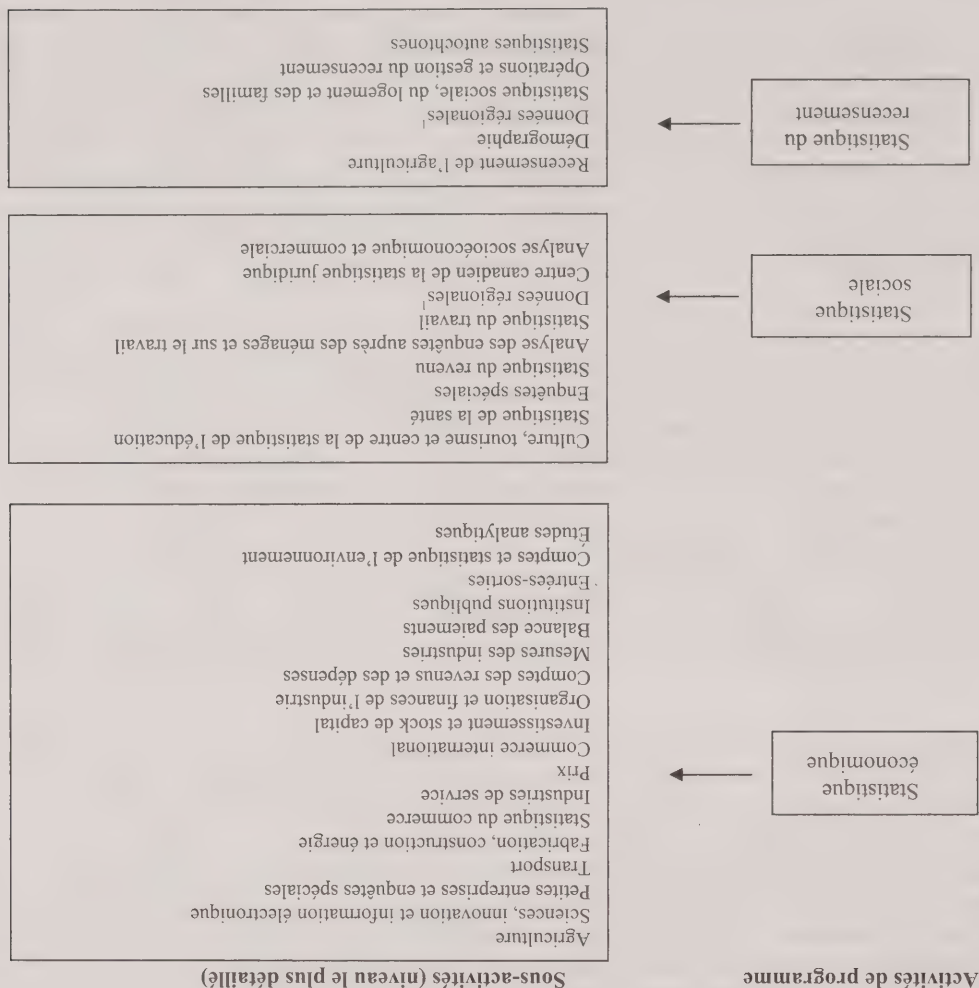 Activités de programme
Sous-activités (niveau le plus détaillé)
Statistique
économique
Agriculture
Sciences, innovation et information électronique
Petites entreprises et enquêtes spéciales
Transport
Fabrication, construction et énergie
Statistique du commerce
Industries de service
Prix
Commerce international
Investissement et stock de capital
Organisation et finances de l'industrie
Comptes des revenus et des dépenses
Mesures des industries
Balance des paiements
Institutions publiques
Entrées-sorties
Comptes et statistique de l'environnement
Études analytiques
Statistique
sociale
Culture, tourisme et centre de la statistique de l'éducation
Statistique de la santé
Enquêtes spéciales
Statistique du revenu
Analyse des enquêtes auprès des ménages et sur le travail
Statistique du travail
Données régionales¹
Centre canadien de la statistique juridique
Analyse socioéconomique et commerciale
Statistique du
recensement
Recensement de l'agriculture
Démographie
Données régionales¹
Statistique sociale, du logement et des familles
Opérations et gestion du recensement
Statistiques autochtones